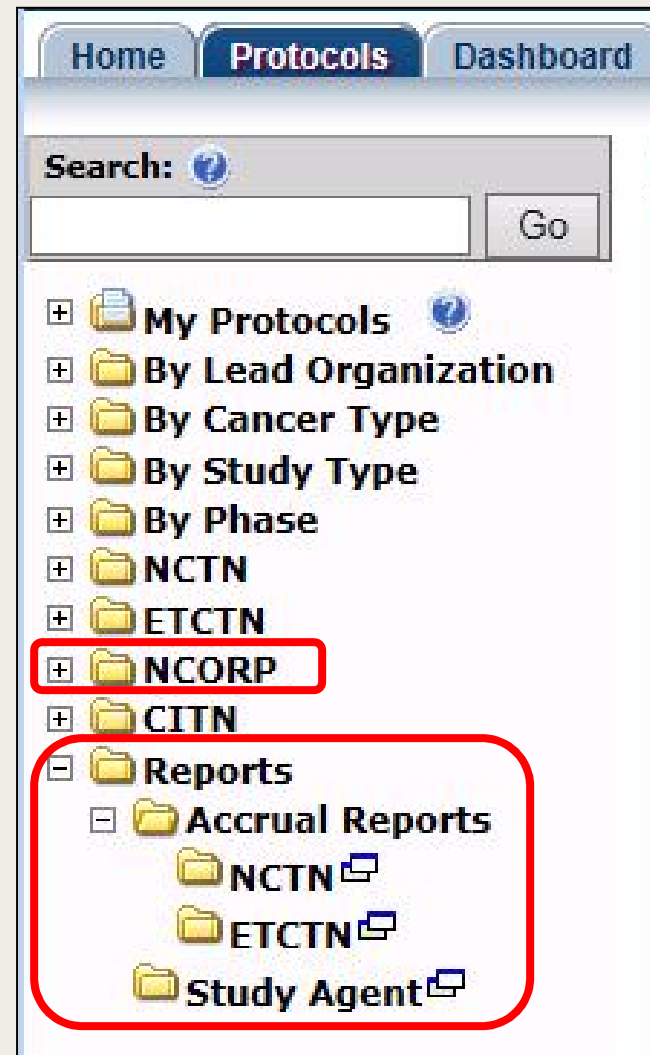 Home Protocols Dashboard
Search:
Go
My Protocols
By Lead Organization
By Cancer Type
By Study Type
By Phase
NCTN
ETCTN
NCORP
CITN
Reports
Accrual Reports
NCTN
ETCTN
Study Agent